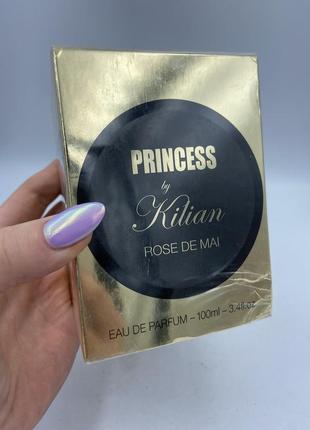 PRINCESS
by
Kilian
ROSE DE MAI
EAU DE PARFUM – 100ml – 3.4fl.oz